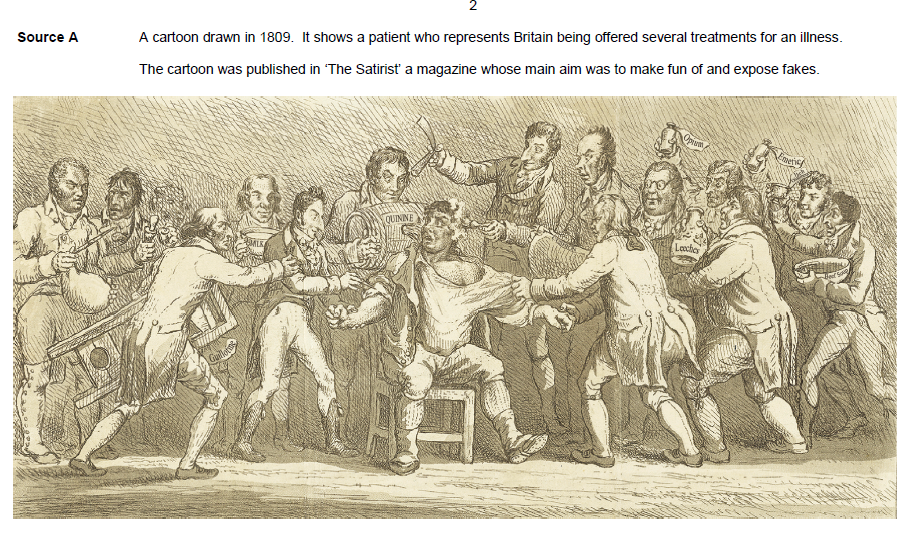 2
Source A A cartoon drawn in 1809. It shows a patient who represents Britain being offered several treatments for an illness.
The cartoon was published in ‘The Satirist’ a magazine whose main aim was to make fun of and expose fakes.
Opium
Emetic
QUININE
MILK
Leeches
Guillotine